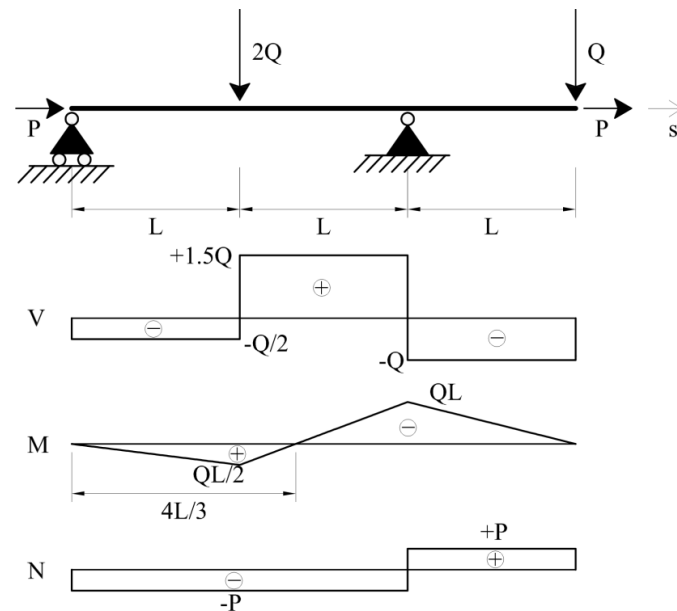 2Q
Q
P
P
s
L
L
L
+1.5Q
+
V
−
-Q/2
-Q
−
QL
M
+
−
QL/2
4L/3
+P
N
−
+
-P